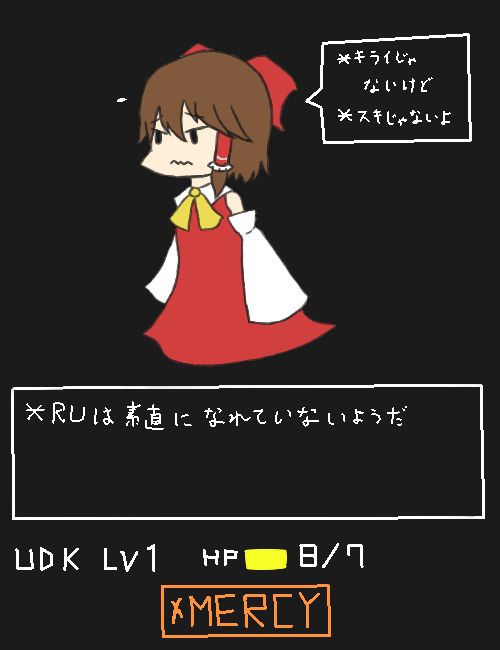 *キライじゃ
ないけど
*スキじゃないよ
*RUは素直になれていないようだ
UDK LV1 HP 8/7
*MERCY